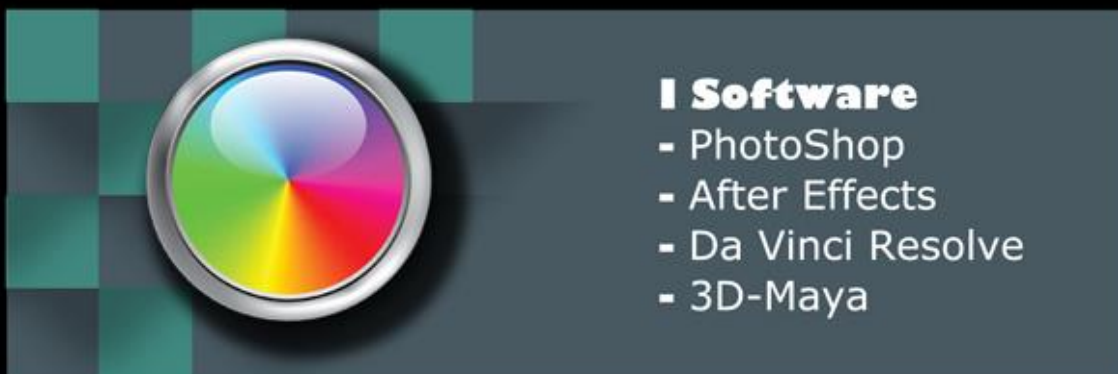 I Software
- PhotoShop
- After Effects
- Da Vinci Resolve
- 3D-Maya